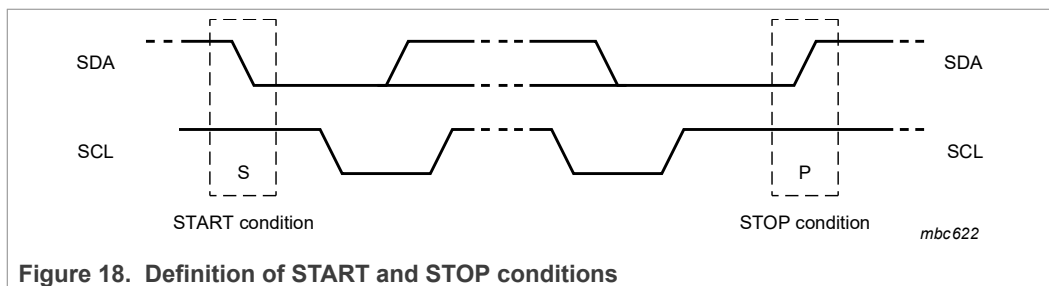 SDA SDA
SCL SCL
S P
START condition STOP condition
mbc622
Figure 18. Definition of START and STOP conditions